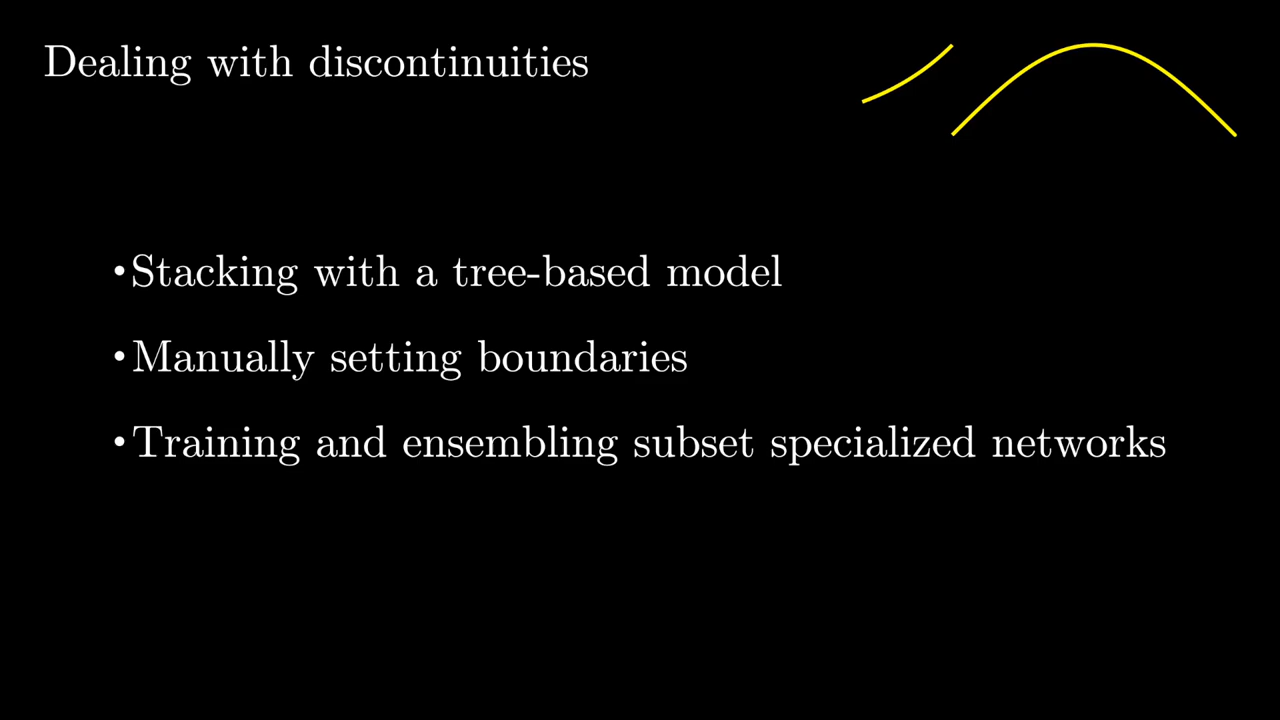 Dealing with discontinuities
•Stacking with a tree-based model
•Manually setting boundaries
•Training and ensembling subset specialized networks